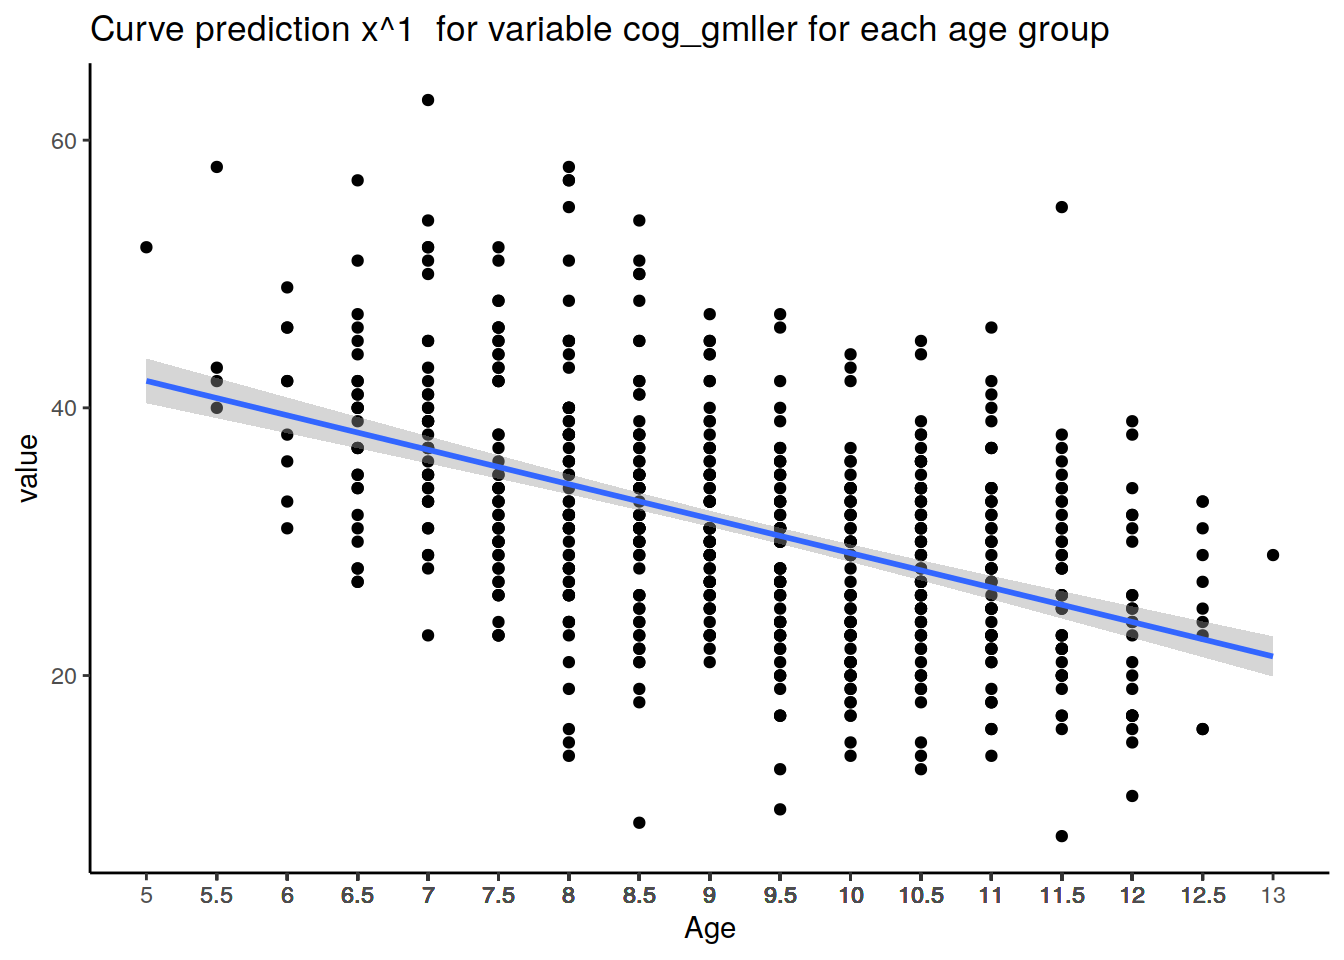 Curve prediction x^1  for variable cog_gmller for each age group
60
40
20
value
5 5.5 6 6.5 7 7.5 8 8.5 9 9.5 10 10.5 11 11.5 12 12.5 13
Age